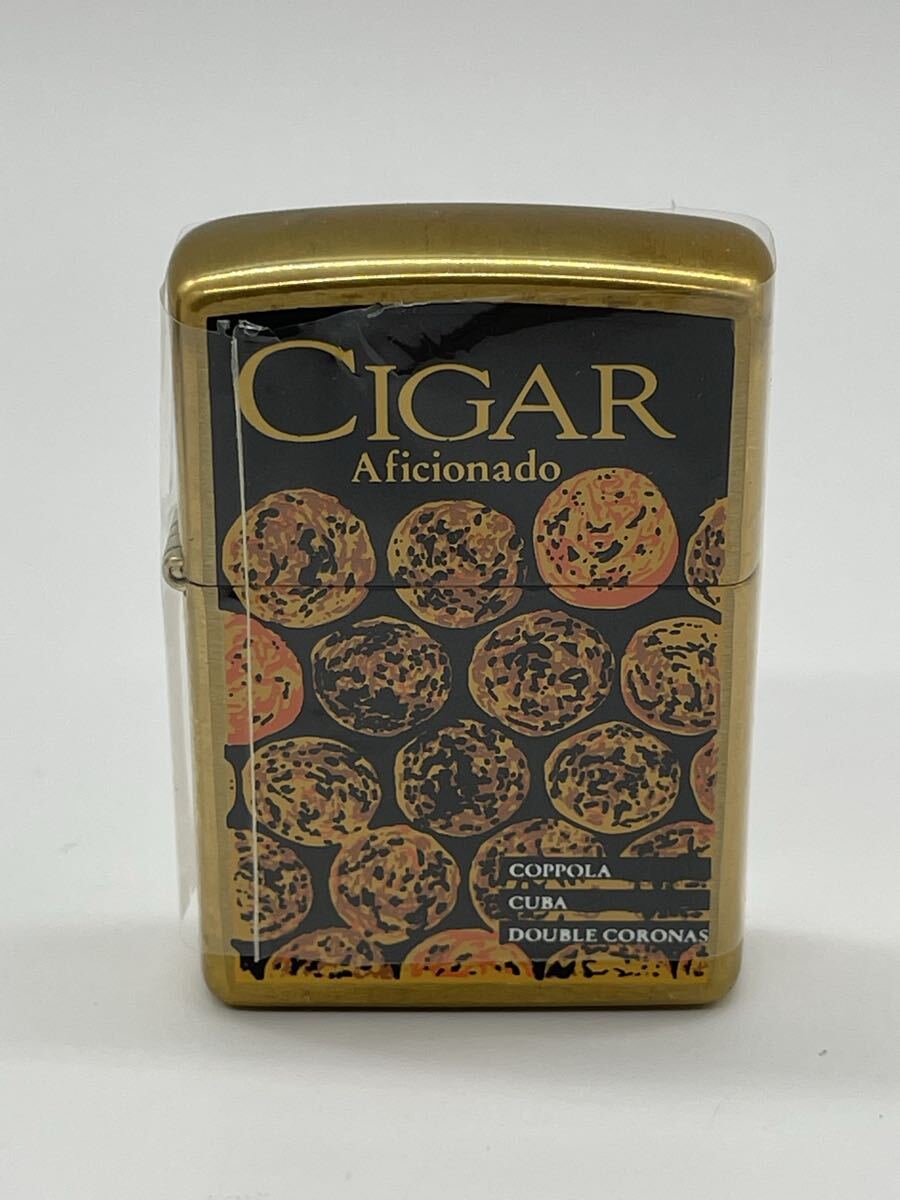 CIGAR
Aficionado
COPPOLA
CUBA
DOUBLE CORONAS